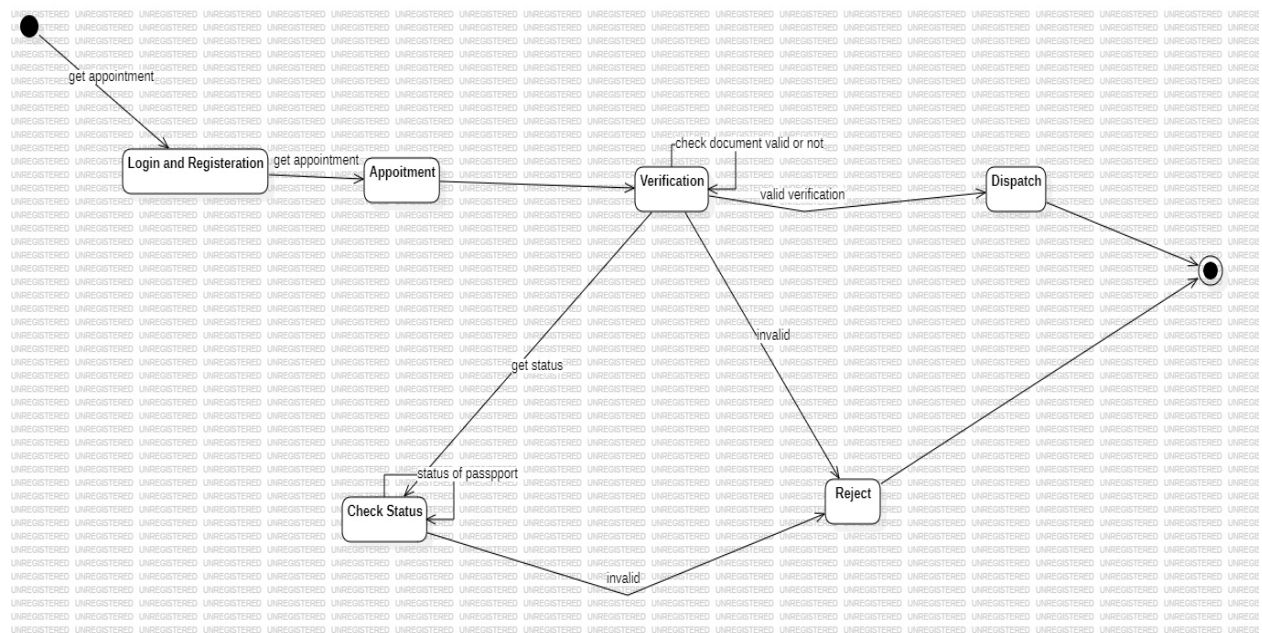 get appointment
Login and Registeration
get appointment
Appoitment
check document valid or not
Verification
valid verification
Dispatch
invalid
get status
status of passpport
Check Status
Reject
invalid
UNREGISTERED